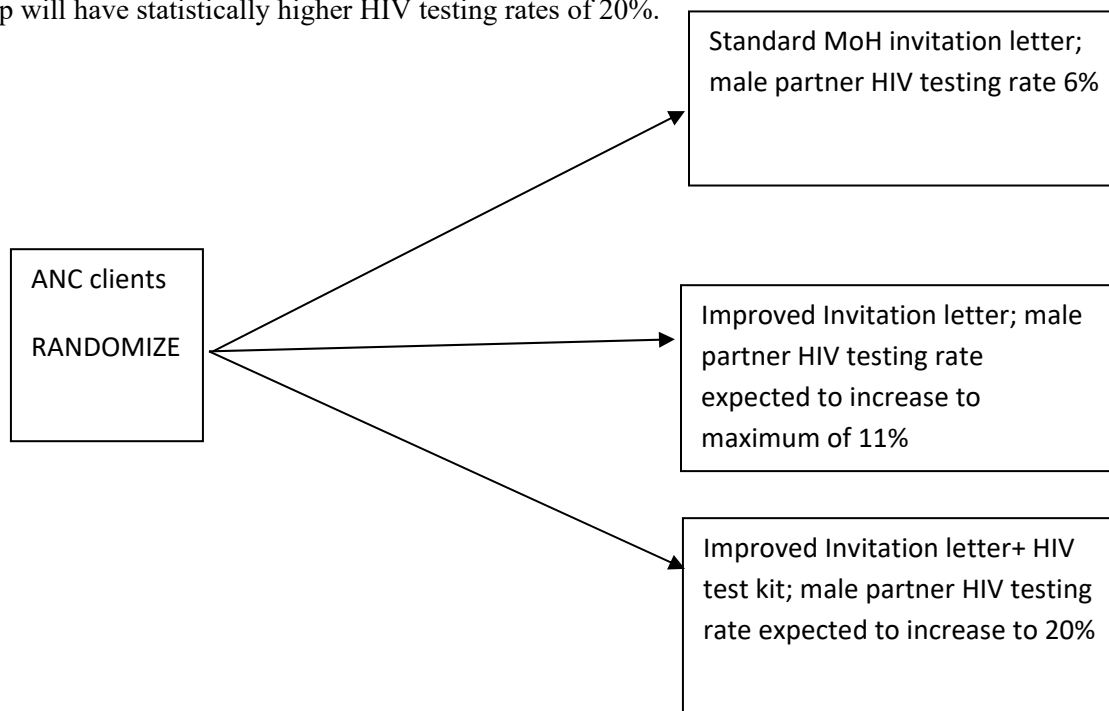 p will have statistically higher HIV testing rates of 20%.
Standard MoH invitation letter;
male partner HIV testing rate 6%
ANC clients
RANDOMIZE
Improved Invitation letter; male
partner HIV testing rate
expected to increase to
maximum of 11%
Improved Invitation letter+ HIV
test kit; male partner HIV testing
rate expected to increase to 20%